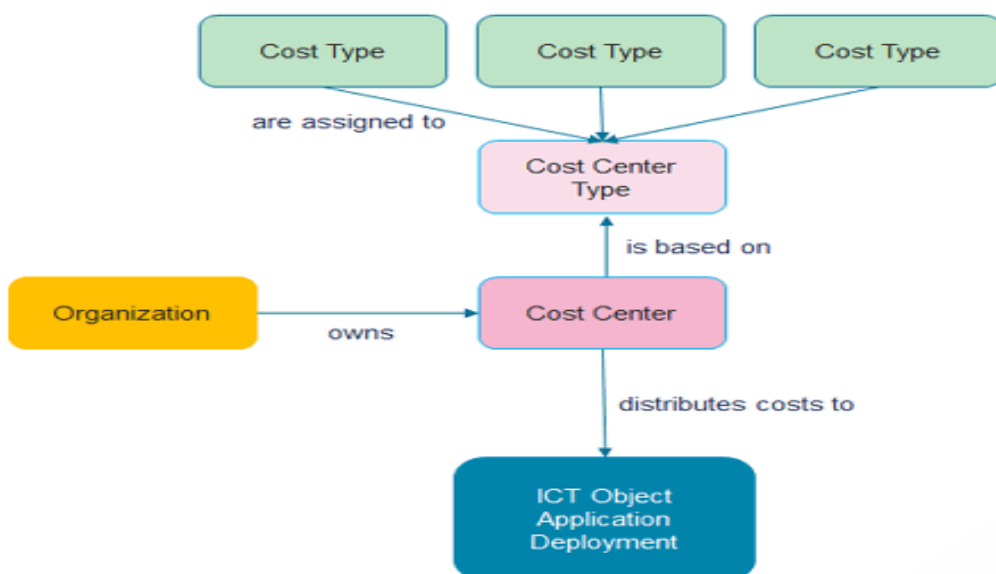 Cost Type
Cost Type
Cost Type
are assigned to
Cost Center
Type
is based on
Organization
owns
Cost Center
distributes costs to
ICT Object
Application
Deployment